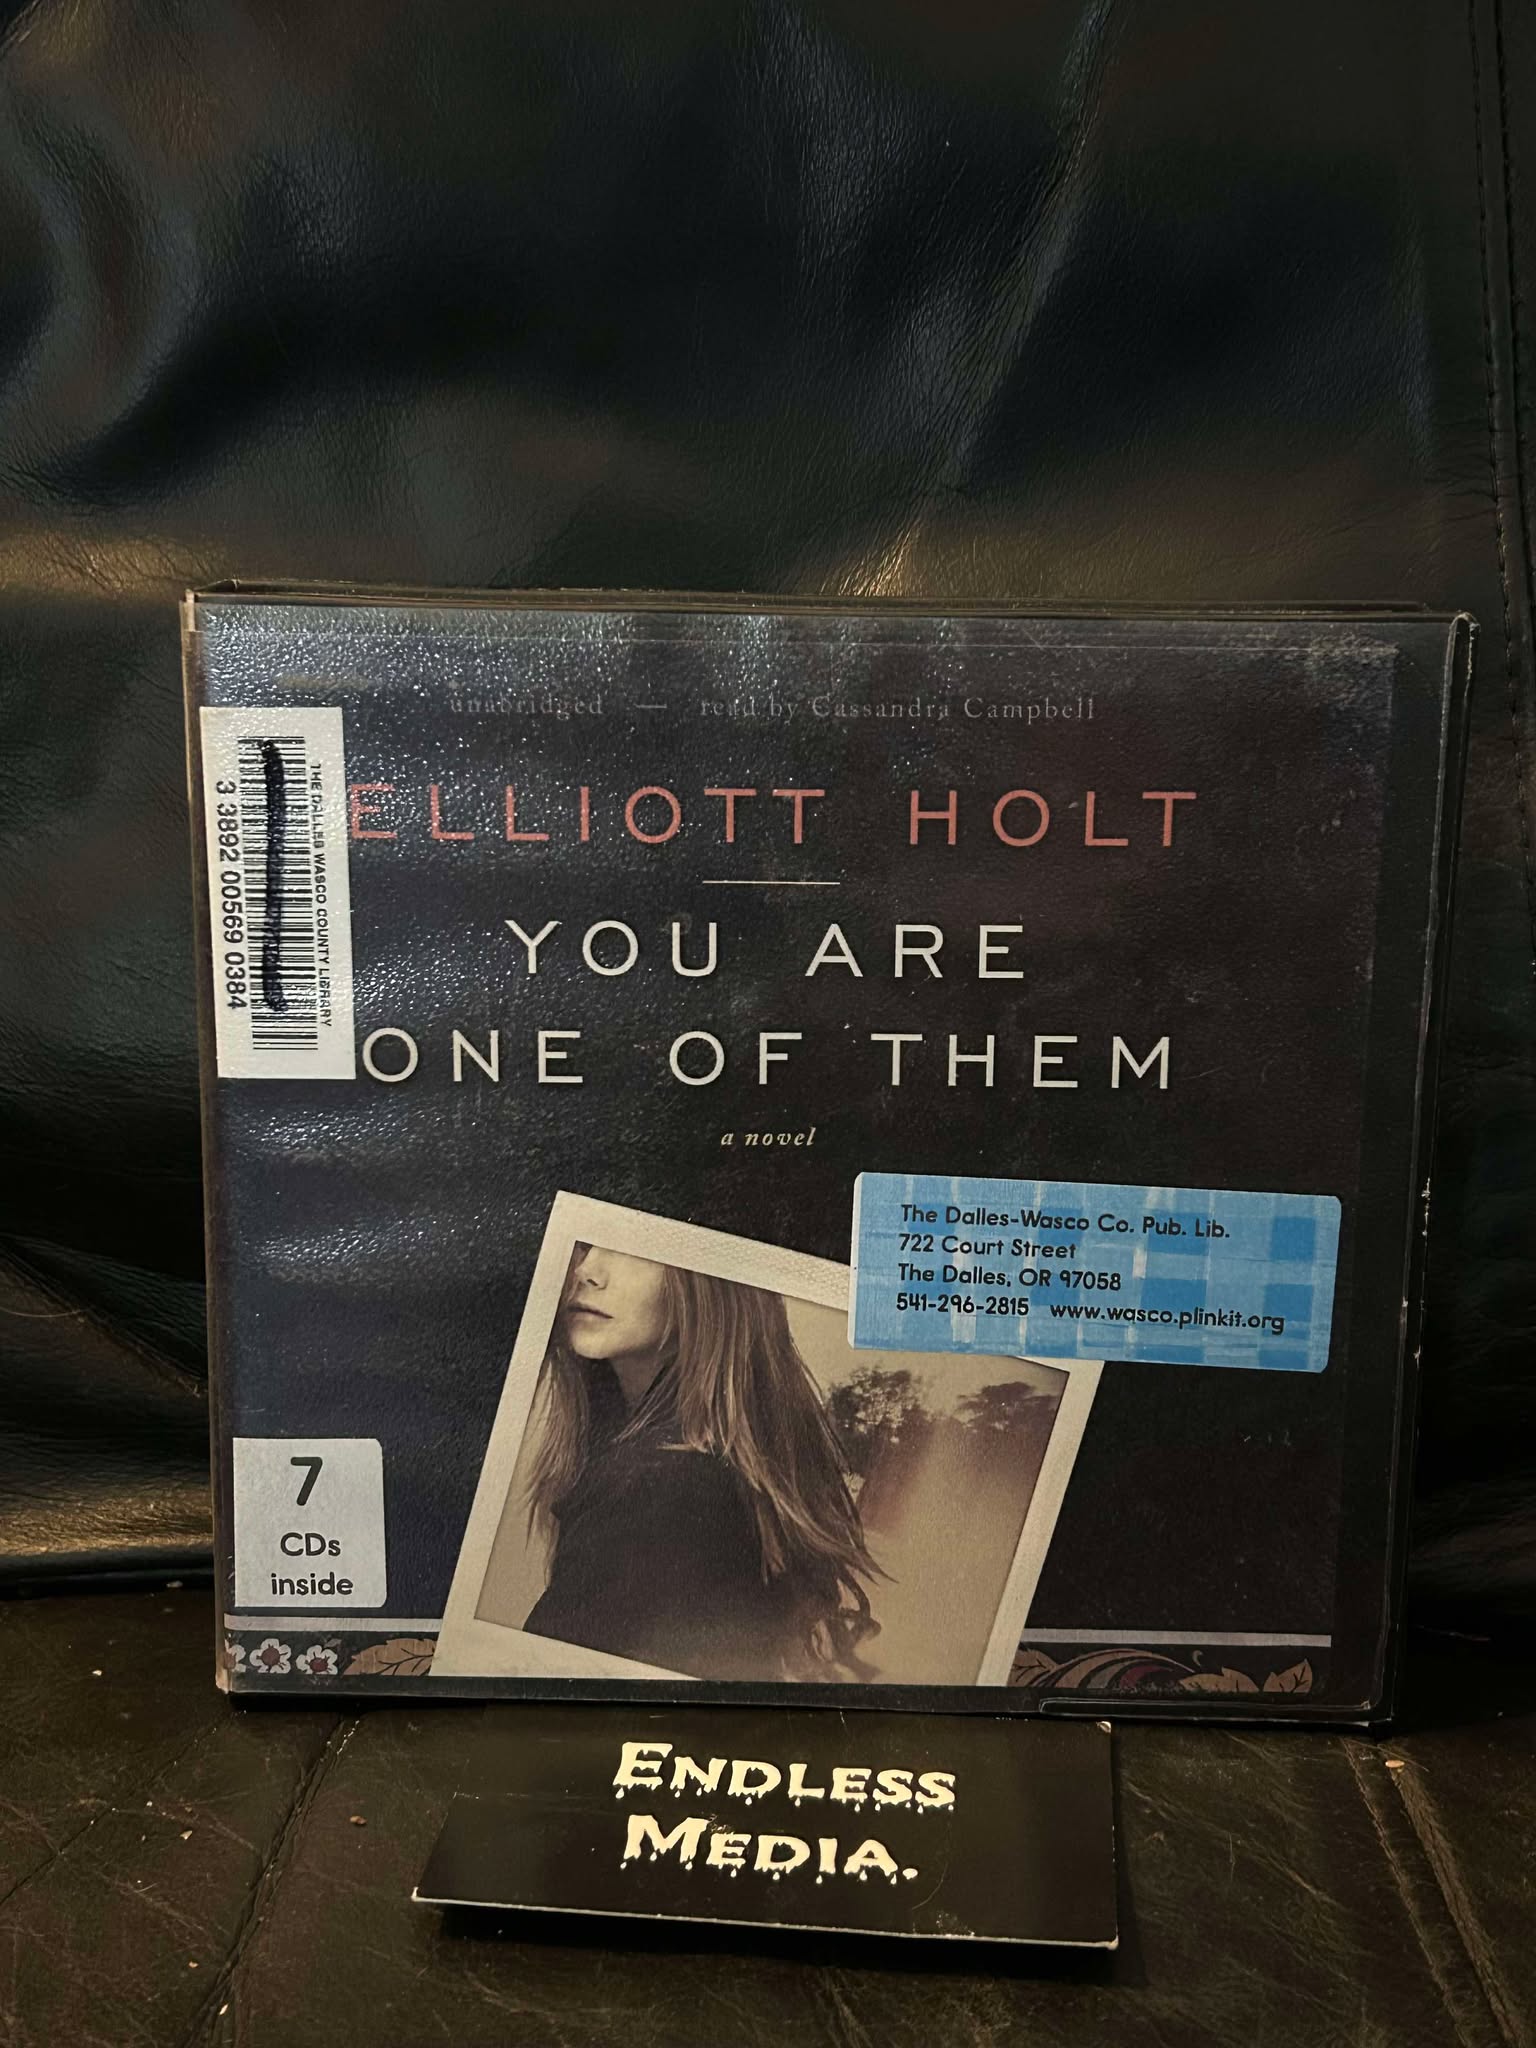 unabridged — read by Cassandra Campbell
ELLIOTT HOLT
YOU ARE
ONE OF THEM
a novel
THE DALLES WASCO COUNTY LIBRARY
3 3892 00569 0384
The Dalles-Wasco Co. Pub. Lib.
722 Court Street
The Dalles, OR 97058
541-296-2815 www.wasco.plinkit.org
7
CDs
inside
ENDLESS
MEDIA.